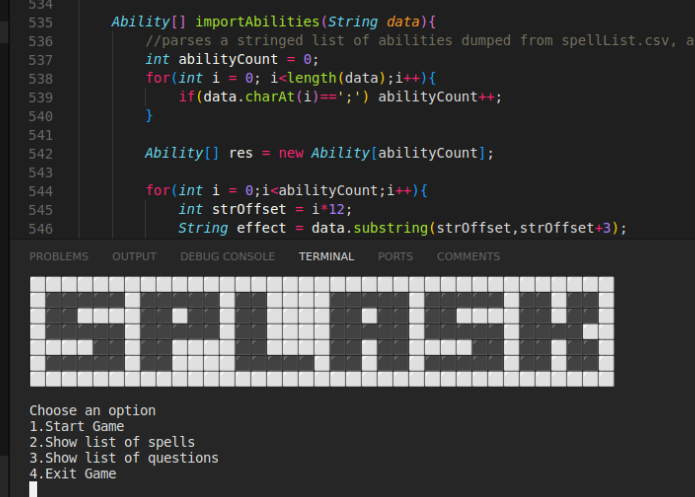 534
535 Ability[] importAbilities(String data){
536 //parses a stringed list of abilities dumped from spellList.csv, a
537 int abilityCount = 0;
538 for(int i = 0; i<length(data);i++){
539 if(data.charAt(i)==';') abilityCount++;
540 }
541
542 Ability[] res = new Ability[abilityCount];
543
544 for(int i = 0;i<abilityCount;i++){
545 int strOffset = i*12;
546 String effect = data.substring(strOffset,strOffset+3);
PROBLEMS OUTPUT DEBUG CONSOLE TERMINAL PORTS COMMENTS
SPLASK
Choose an option
1.Start Game
2.Show list of spells
3.Show list of questions
4.Exit Game